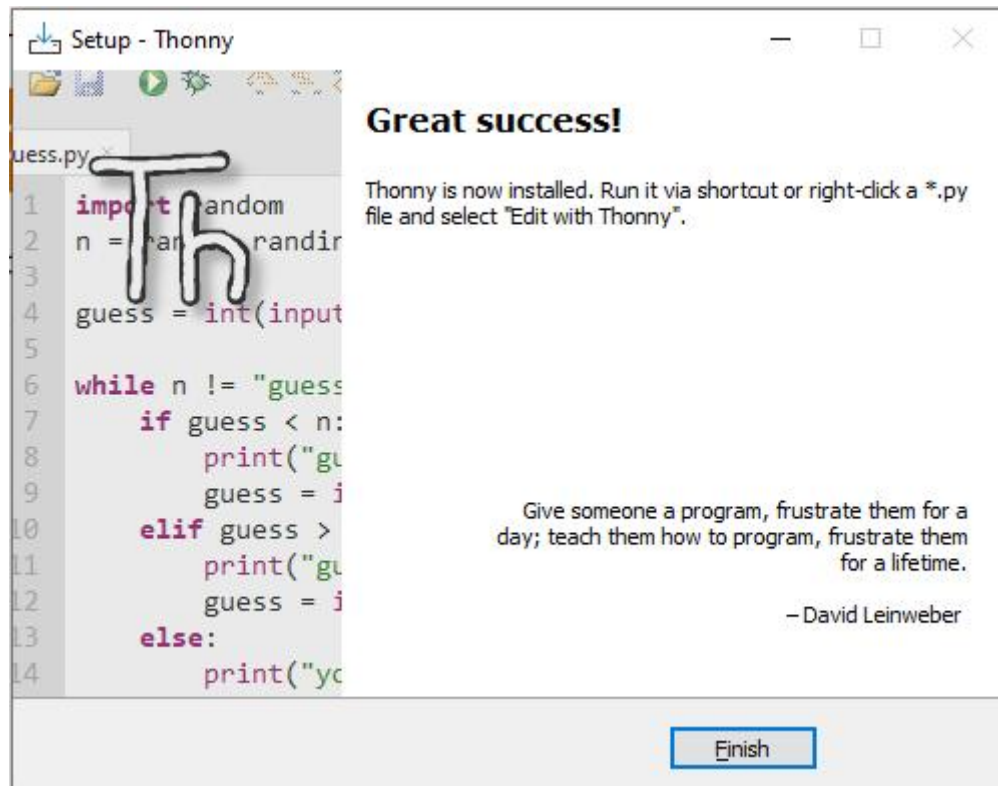 Setup - Thonny
uess.py
Th
Great success!
Thonny is now installed. Run it via shortcut or right-click a *.py
file and select "Edit with Thonny".
1 import random
2 n = randin
3
4 guess = int(input
5
6 while n != "guess
7 if guess < n:
8 print("gu
9 guess = i
10 elif guess >
11 print("gu
12 guess = i
13 else:
14 print("yo
Give someone a program, frustrate them for a
day; teach them how to program, frustrate them
for a lifetime.
– David Leinweber
Finish